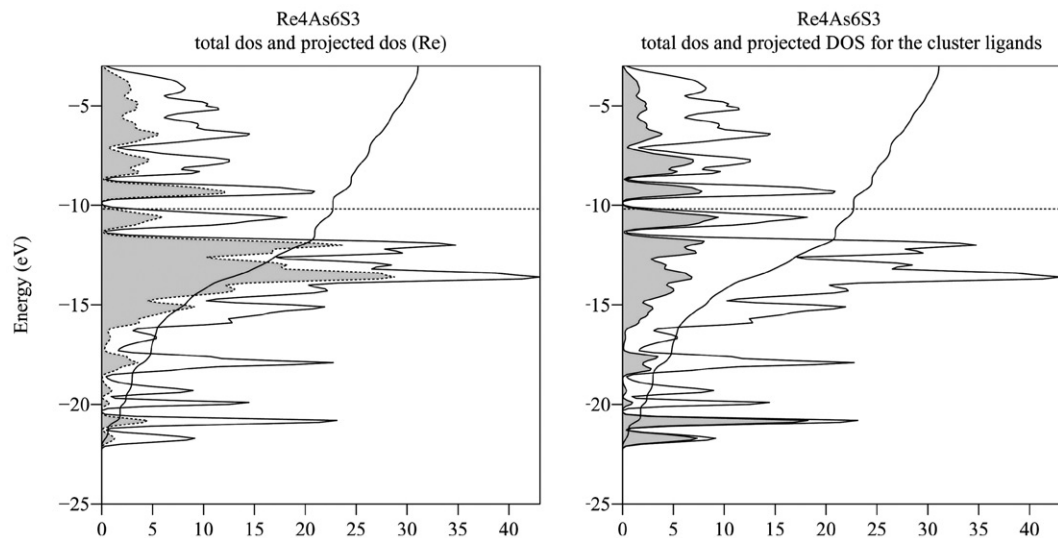 Re4As6S3
total dos and projected dos (Re)
Re4As6S3
total dos and projected DOS for the cluster ligands
Energy (eV)
−5
−10
−15
−20
−25
0 5 10 15 20 25 30 35 40
−5
−10
−15
−20
−25
0 5 10 15 20 25 30 35 40